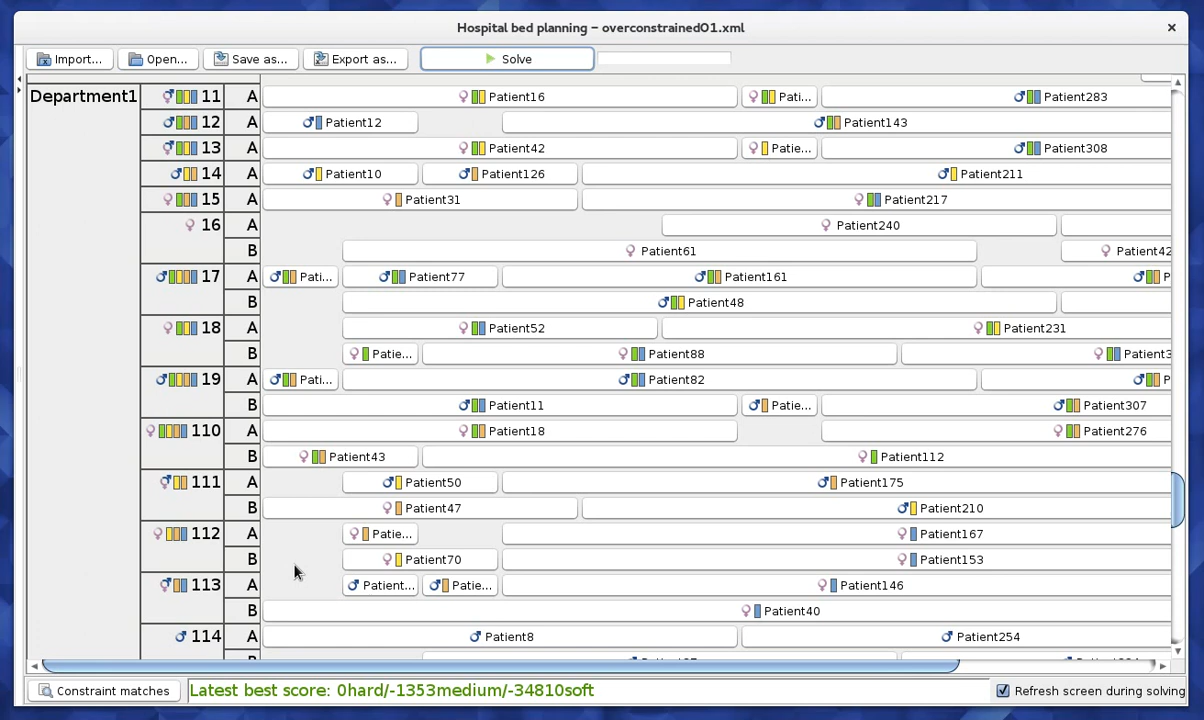 Hospital bed planning – overconstrained01.xml
Import... Open... Save as... Export as... Solve
Department1 11 A Patient16 Pati... Patient283
12 A Patient12 Patient143
13 A Patient42 Patie... Patient308
14 A Patient10 Patient126 Patient211
15 A Patient31 Patient217
16 A Patient240
B Patient61 Patient42
17 A Pati... Patient77 Patient161 P
B Patient48
18 A Patient52 Patient231
B Patie... Patient88 Patient3
19 A Pati... Patient82 P
B Patient11 Patie... Patient307
110 A Patient18 Patient276
B Patient43 Patient112
111 A Patient50 Patient175
B Patient47 Patient210
112 A Patie... Patient167
B Patient70 Patient153
113 A Patient... Patie... Patient146
B Patient40
114 A Patient8 Patient254
Constraint matches Latest best score: 0hard/-1353medium/-34810soft Refresh screen during solving